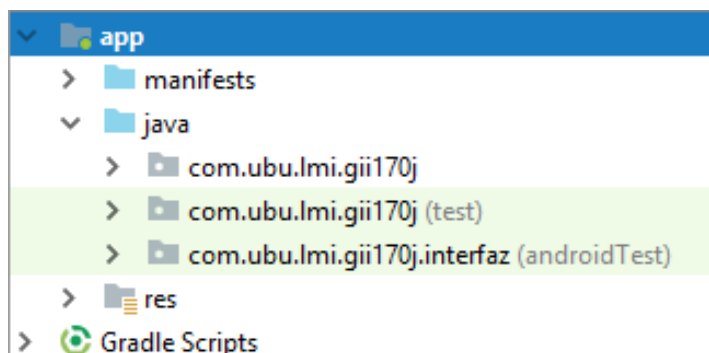 app
manifests
java
com.ubu.lmi.gii170j
com.ubu.lmi.gii170j (test)
com.ubu.lmi.gii170j.interfaz (androidTest)
res
Gradle Scripts